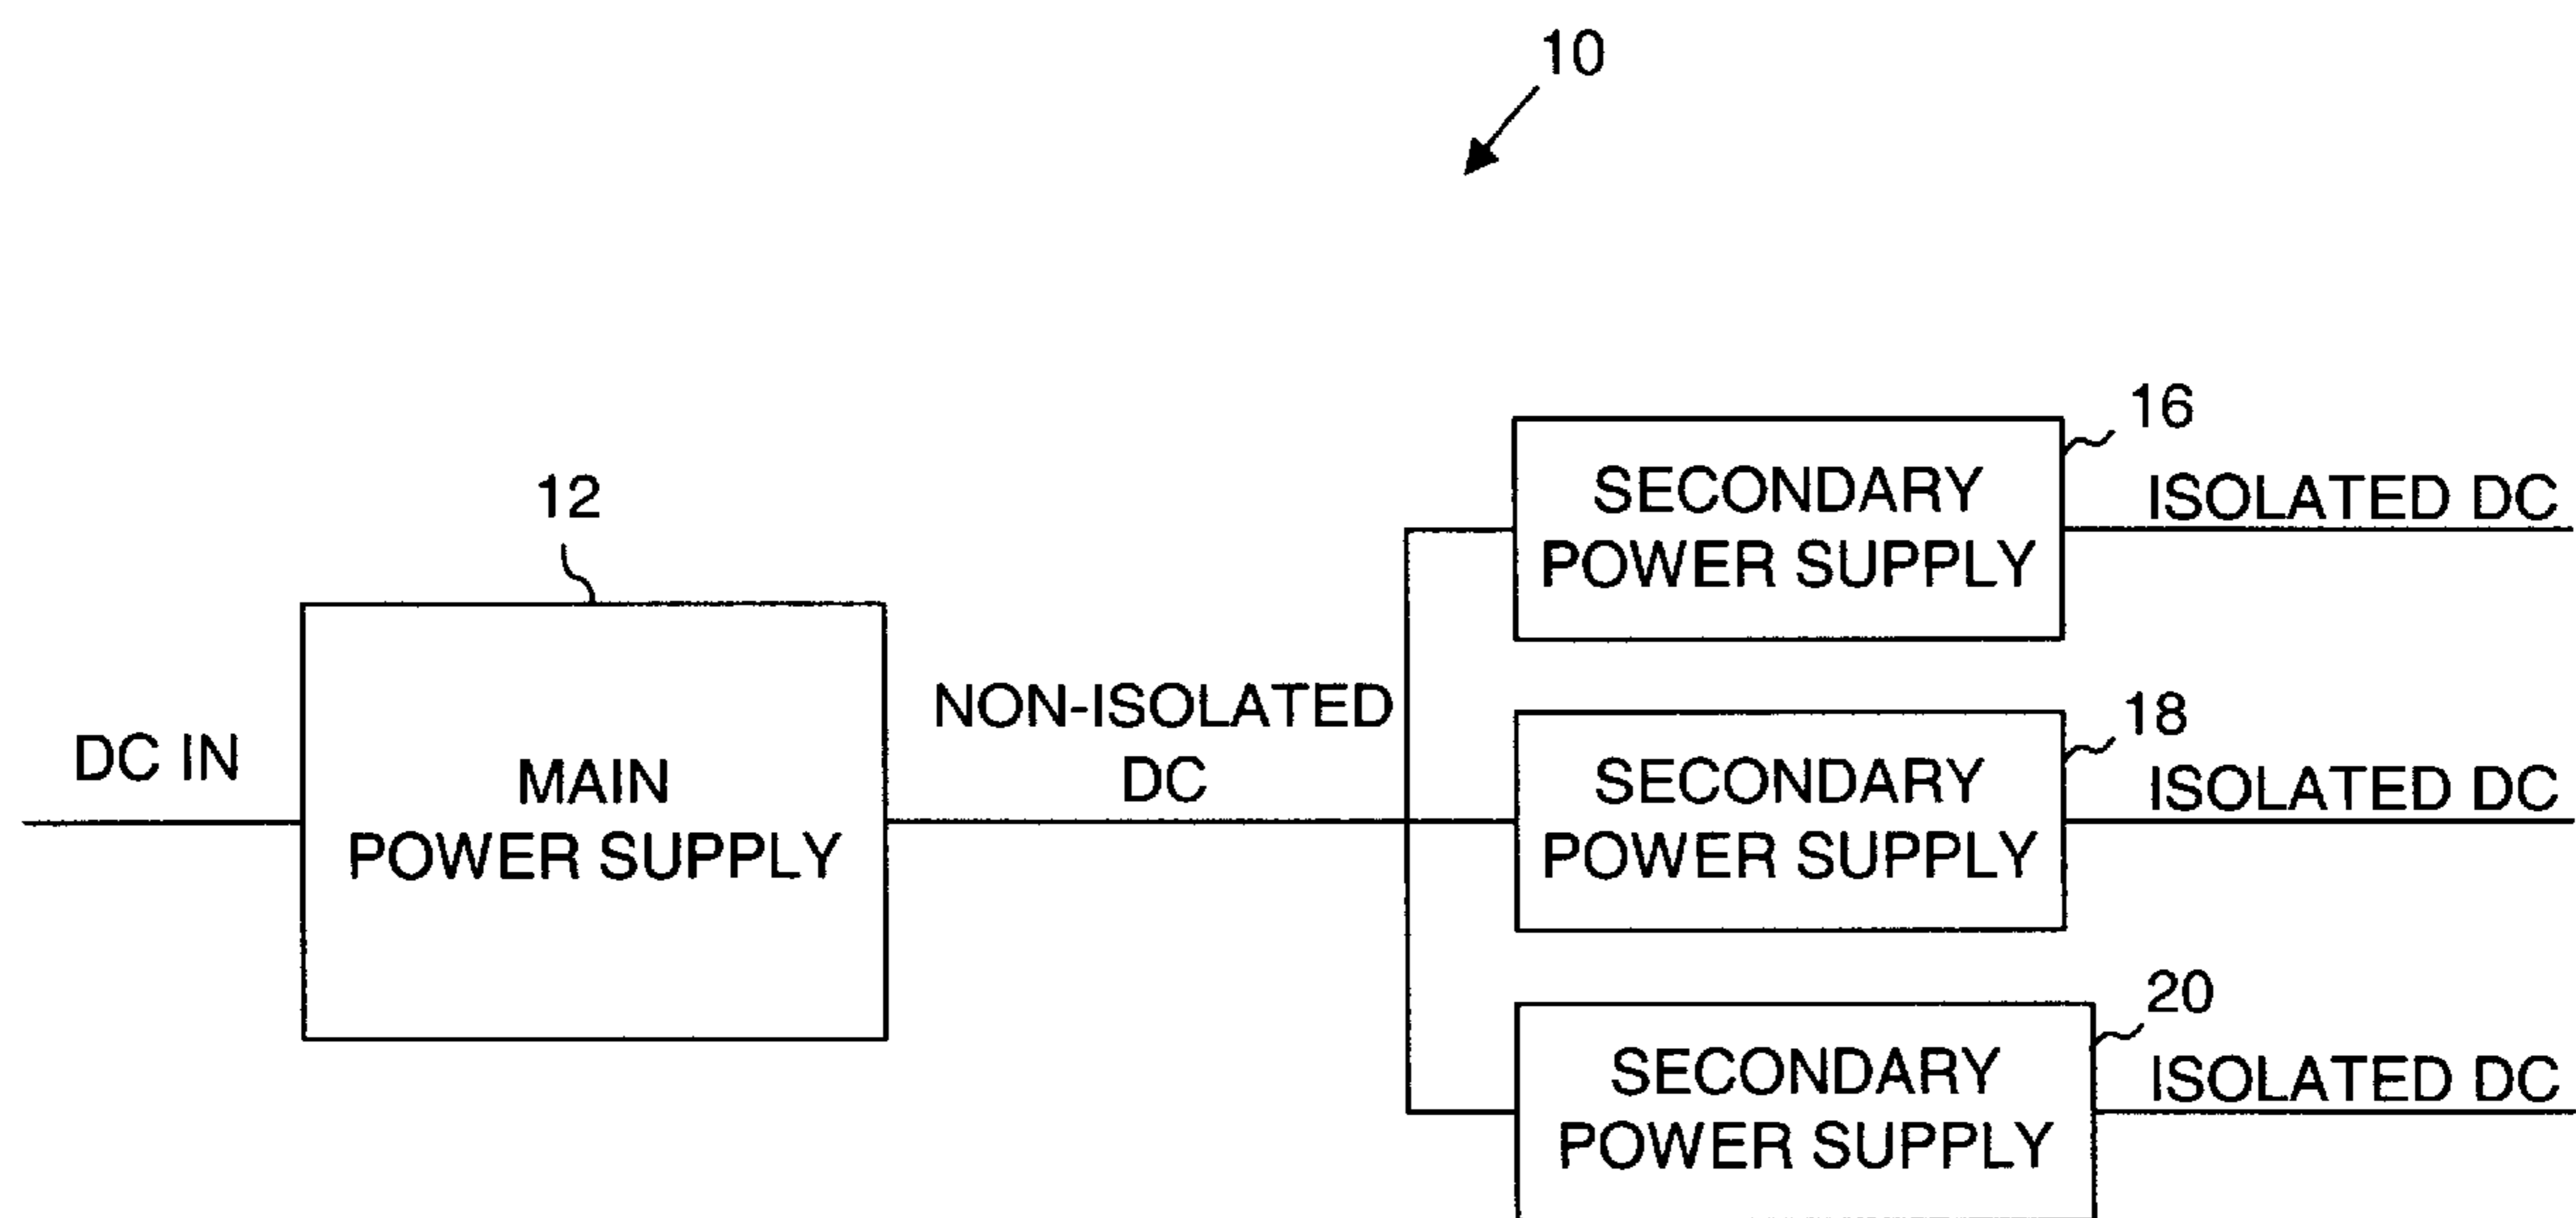 10
16
SECONDARY
POWER SUPPLY
ISOLATED DC
12
DC IN
MAIN
POWER SUPPLY
NON-ISOLATED
DC
18
SECONDARY
POWER SUPPLY
ISOLATED DC
20
SECONDARY
POWER SUPPLY
ISOLATED DC